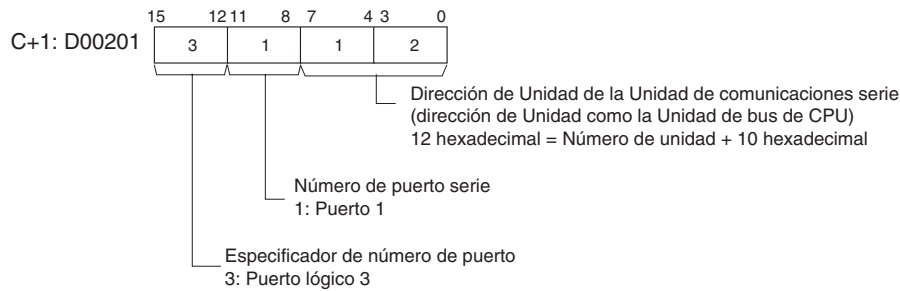 15 12 11 8 7 4 3 0
C+1: D00201 3 1 1 2
Dirección de Unidad de la Unidad de comunicaciones serie
(dirección de Unidad como la Unidad de bus de CPU)
12 hexadecimal = Número de unidad + 10 hexadecimal
Número de puerto serie
1: Puerto 1
Especificador de número de puerto
3: Puerto lógico 3